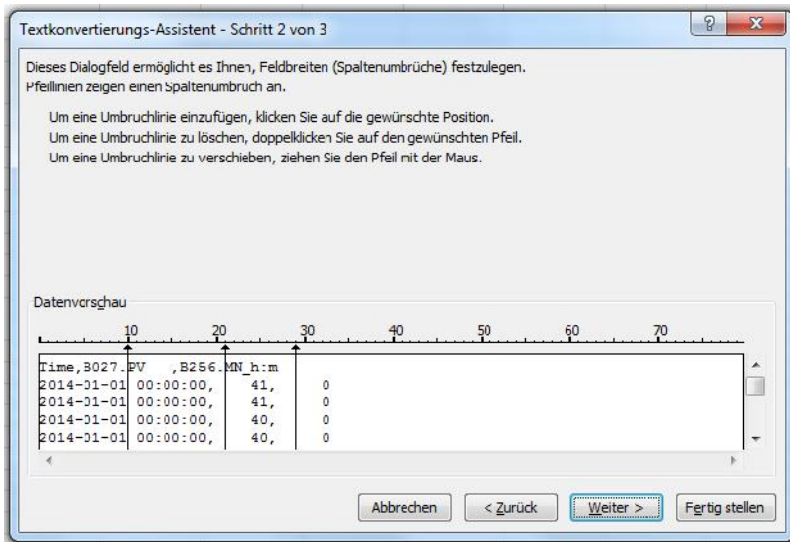 Textkonvertierungs-Assistent - Schritt 2 von 3
Dieses Dialogfeld ermöglicht es Ihnen, Feldbreiten (Spaltenumbrüche) festzulegen.
Pfeillinien zeigen einen Spaltenumbruch an.
Um eine Umbruchlinie einzufügen, klicken Sie auf die gewünschte Position.
Um eine Umbruchlinie zu löschen, doppelklicken Sie auf den gewünschten Pfeil.
Um eine Umbruchlinie zu verschieben, ziehen Sie den Pfeil mit der Maus.
Datenvorschau
10 20 30 40 50 60 70
Time,B027.PV ,B256.MN_h:m
2014-01-01 00:00:00, 41, 0
2014-01-01 00:00:00, 41, 0
2014-01-01 00:00:00, 40, 0
2014-01-01 00:00:00, 40, 0
Abbrechen < Zurück Weiter > Fertig stellen